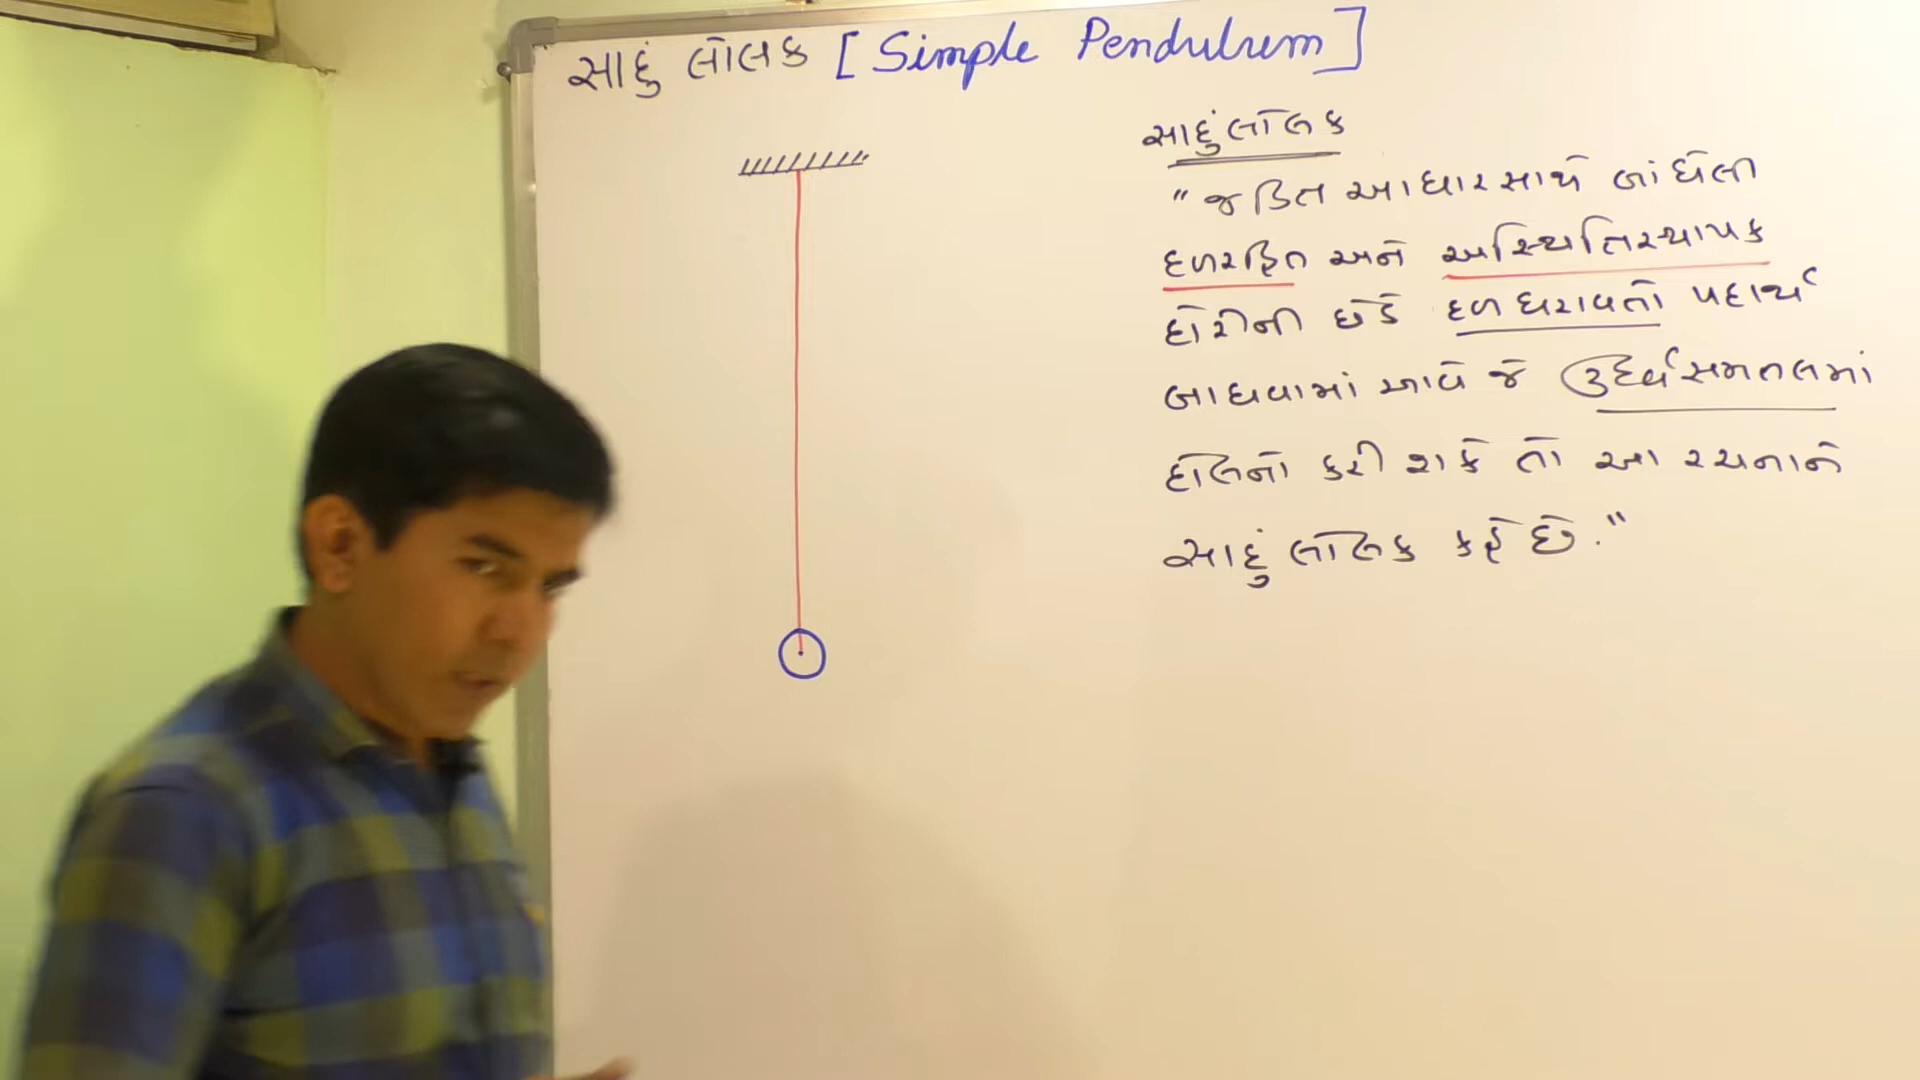 સાદું લોલક [Simple Pendulum]
સાદું લોલક
"જડિત આધાર સાથે બાંધેલી
દળરહિત અને અસ્થિતિસ્થાપક
દોરીની છેડે દળ ધરાવતો પદાર્થ
બાધવામાં આવે જે ઉર્ધ્વસમતલમાં
દોલનો કરી શકે તો આ રચનાને
સાદું લોલક કહે છે."